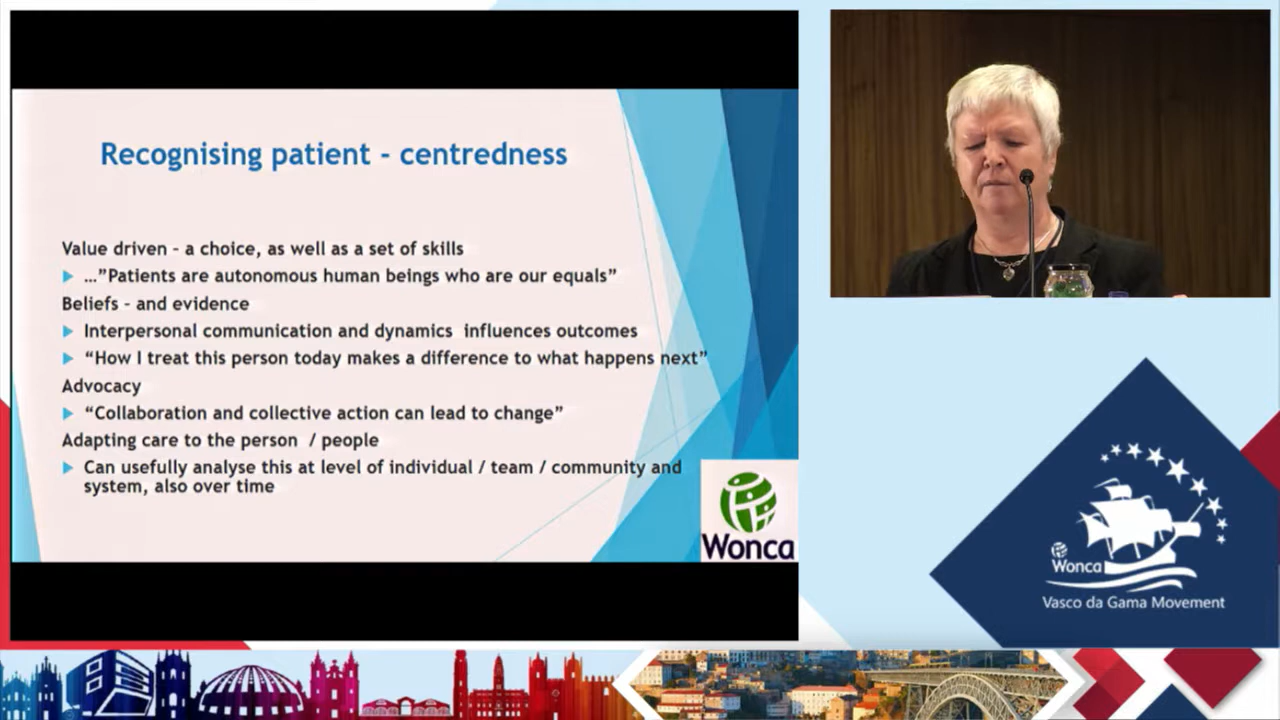 Recognising patient - centredness
Value driven – a choice, as well as a set of skills
…”Patients are autonomous human beings who are our equals”
Beliefs – and evidence
Interpersonal communication and dynamics influences outcomes
“How I treat this person today makes a difference to what happens next”
Advocacy
“Collaboration and collective action can lead to change”
Adapting care to the person / people
Can usefully analyse this at level of individual / team / community and
system, also over time
Wonca
Wonca
Vasco da Gama Movement